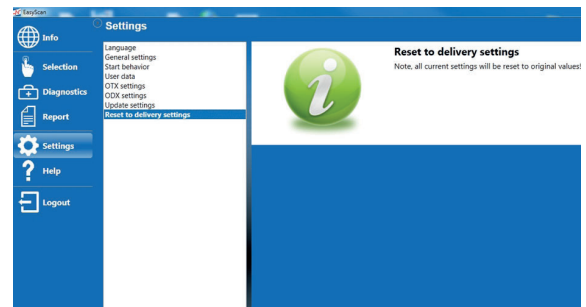 EasyScan
Settings
Info
Selection
Diagnostics
Report
Settings
Help
Logout
Language
General settings
Start behavior
User data
OTX settings
ODX settings
Update settings
Reset to delivery settings
Reset to delivery settings
Note, all current settings will be reset to original values!